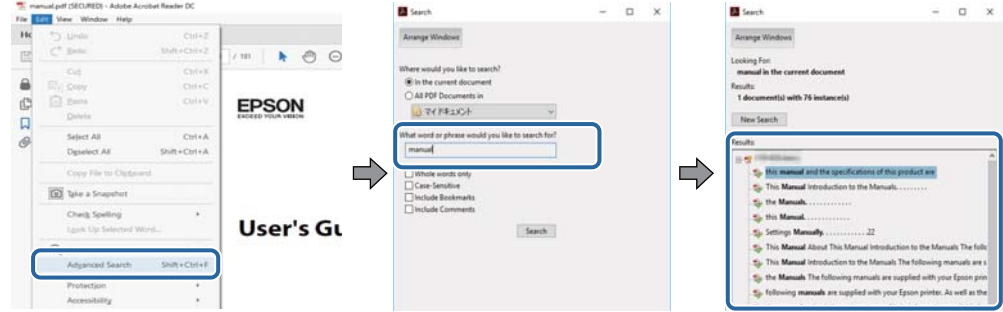 manual.pdf (SECURED) - Adobe Acrobat Reader DC
File Edit View Window Help
Undo Ctrl+Z
Redo Shift+Ctrl+Z
/ 181
Cut Ctrl+X
Copy Ctrl+C
Paste Ctrl+V
Delete
Select All Ctrl+A
Deselect All Shift+Ctrl+A
Copy File to Clipboard
Take a Snapshot
Check Spelling
Look Up Selected Word...
Advanced Search Shift+Ctrl+F
Protection
Accessibility
EPSON
EXCEED YOUR VISION
User's Gu
Search
Arrange Windows
Where would you like to search?
In the current document
All PDF Documents in
マイ ドキュメント
What word or phrase would you like to search for?
manual
Whole words only
Case-Sensitive
Include Bookmarks
Include Comments
Search
Search
Arrange Windows
Looking For:
manual in the current document
Results:
1 document(s) with 76 instance(s)
New Search
Results:
this manual and the specifications of this product are
This Manual Introduction to the Manuals. . . . . . . . .
the Manuals. . . . . . . . . . . . .
this Manual. . . . . . . . . . . . .
Settings Manually. . . . . . . . . . . . .22
This Manual About This Manual Introduction to the Manuals The follo
This Manual Introduction to the Manuals The following manuals are s
the Manuals The following manuals are supplied with your Epson prin
following manuals are supplied with your Epson printer. As well as the